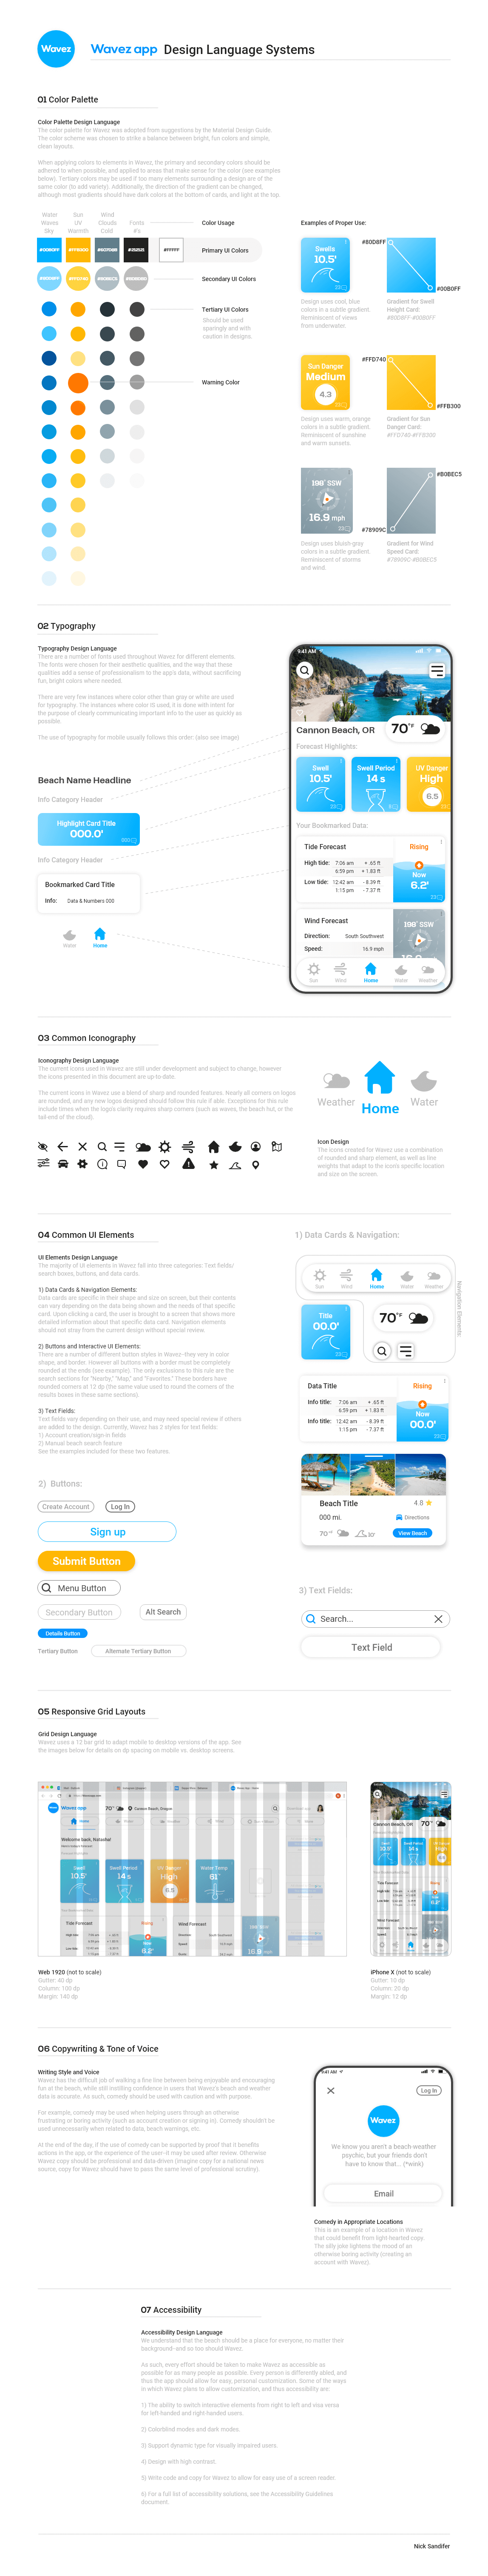 Wavez
Wavez app Design Language Systems
01 Color Palette
Color Palette Design Language
The color palette for Wavez was adopted from suggestions by the Material Design Guide.
The color scheme was chosen to strike a balance between bright, fun colors and simple,
clean layouts.
When applying colors to elements in Wavez, the primary and secondary colors should be
adhered to when possible, and applied to areas that make sense for the color (see examples
below). Tertiary colors may be used if too many elements surrounding a design are of the
same color (to add variety). Additionally, the direction of the gradient can be changed,
although most gradients should have dark colors at the bottom of cards, and light at the top.
Water Sun Wind
Waves UV Clouds Fonts
Sky Warmth Cold #'s
Color Usage
#00B0FF #FFB300 #607D8B #212121 #FFFFFF
Primary UI Colors
Secondary UI Colors
Tertiary UI Colors
Should be used
sparingly and with
caution in designs.
Warning Color
Examples of Proper Use:
Swells
10.5'
#80D8FF
#00B0FF
Design uses cool, blue
colors in a subtle gradient.
Reminiscent of views
from underwater.
Gradient for Swell
Height Card:
#80D8FF-#00B0FF
Sun Danger
Medium
4.3
#FFD740
#FFB300
Design uses warm, orange
colors in a subtle gradient.
Reminiscent of sunshine
and warm sunsets.
Gradient for Sun
Danger Card:
#FFD740-#FFB300
198° SSW
16.9 mph
#B0BEC5
#78909C
Design uses bluish-gray
colors in a subtle gradient.
Reminiscent of storms
and wind.
Gradient for Wind
Speed Card:
#78909C-#B0BEC5
02 Typography
Typography Design Language
There are a number of fonts used throughout Wavez for different elements.
The fonts were chosen for their aesthetic qualities, and the way that these
qualities add a sense of professionalism to the app's data, without sacrificing
fun, bright colors where needed.
There are very few instances where color other than gray or white are used
for typography. The instances where color IS used, it is done with intent for
the purpose of clearly communicating important info to the user as quickly as
possible.
The use of typography for mobile usually follows this order: (also see image)
Beach Name Headline
Info Category Header
Highlight Card Title
000.0'
Info Category Header
Bookmarked Card Title
Info: Data & Numbers 000
Water Home
9:41 AM
Cannon Beach, OR
70°F
Forecast Highlights:
Swell
10.5'
Swell Period
14 s
UV Danger
High
6.5
Your Bookmarked Data:
Tide Forecast
High tide: 7:06 am + .65 ft
6:59 pm + 1.83 ft
Low tide: 12:42 am - 8.39 ft
1:15 pm - 7.37 ft
Rising
Now
6.2'
Wind Forecast
Direction: South Southwest
Speed: 16.9 mph
198° SSW
Sun Wind Home Water Weather
03 Common Iconography
Iconography Design Language
The current icons used in Wavez are still under development and subject to change, however
the icons presented in this document are up-to-date.
The current icons in Wavez use a blend of sharp and rounded features. Nearly all corners on logos
are rounded, and any new logos designed should follow this rule if able. Exceptions for this rule
include times when the logo's clarity requires sharp corners (such as waves, the beach hut, or the
tail-end of the cloud).
Weather Home Water
Icon Design
The icons created for Wavez use a combination
of rounded and sharp element, as well as line
weights that adapt to the icon's specific location
and size on the screen.
04 Common UI Elements
UI Elements Design Language
The majority of UI elements in Wavez fall into three categories: Text fields/
search boxes, buttons, and data cards.
1) Data Cards & Navigation Elements:
Data cards are specific in their shape and size on screen, but their contents
can vary depending on the data being shown and the needs of that specific
card. Upon clicking a card, the user is brought to a screen that shows more
detailed information about that specific data card. Navigation elements
should not stray from the current design without special review.
2) Buttons and Interactive UI Elements:
There are a number of different button styles in Wavez–they vary in color
shape, and border. However all buttons with a border must be completely
rounded at the ends (see example). The only exclusions to this rule are the
search sections for "Nearby," "Map," and "Favorites." These borders have
rounded corners at 12 dp (the same value used to round the corners of the
results boxes in these same sections).
3) Text Fields:
Text fields vary depending on their use, and may need special review if others
are added to the design. Currently, Wavez has 2 styles for text fields:
1) Account creation/sign-in fields
2) Manual beach search feature
See the examples included for these two features.
1) Data Cards & Navigation:
Sun Wind Home Water Weather
Title
00.0'
70°F
Navigation Elements
Data Title
Info title: 7:06 am + .65 ft
6:59 pm + 1.83 ft
Info title: 12:42 am - 8.39 ft
1:15 pm - 7.37 ft
Rising
Now
00.0'
Beach Title
4.8
000 mi.
Directions
70°F
View Beach
2) Buttons:
Create Account
Log In
Sign up
Submit Button
Menu Button
Secondary Button
Alt Search
Details Button
Tertiary Button
Alternate Tertiary Button
3) Text Fields:
Search...
Text Field
05 Responsive Grid Layouts
Grid Design Language
Wavez uses a 12 bar grid to adapt mobile to desktop versions of the app. See
the images below for details on dp spacing on mobile vs. desktop screens.
Wavez app
70°F
Cannon Beach, Oregon
Welcome back, Natasha!
Swell
10.5'
Swell Period
14 s
High
6.5
Water Temp
61°
Tide Forecast
Rising
Now
6.2'
Wind Forecast
Cannon Beach, OR
70°F
Tide Forecast
Rising
Wind Forecast
Web 1920 (not to scale)
Gutter: 40 dp
Column: 100 dp
Margin: 140 dp
iPhone X (not to scale)
Gutter: 10 dp
Column: 20 dp
Margin: 12 dp
06 Copywriting & Tone of Voice
Writing Style and Voice
Wavez has the difficult job of walking a fine line between being enjoyable and encouraging
fun at the beach, while still instilling confidence in users that Wavez's beach and weather
data is accurate. As such, comedy should be used with caution and with purpose.
For example, comedy may be used when helping users through an otherwise
frustrating or boring activity (such as account creation or signing in). Comedy shouldn't be
used unnecessarily when related to data, beach warnings, etc.
At the end of the day, if the use of comedy can be supported by proof that it benefits
actions in the app, or the experience of the user–it may be used after review. Otherwise
Wavez copy should be professional and data-driven (imagine copy for a national news
source, copy for Wavez should have to pass the same level of professional scrutiny).
9:41 AM
Log In
Wavez
We know you aren't a beach-weather
psychic, but your friends don't
have to know that... (*wink)
Email
Comedy in Appropriate Locations
This is an example of a location in Wavez
that could benefit from light-hearted copy.
The silly joke lightens the mood of an
otherwise boring activity (creating an
account with Wavez).
07 Accessibility
Accessibility Design Language
We understand that the beach should be a place for everyone, no matter their
background–and so too should Wavez.
As such, every effort should be taken to make Wavez as accessible as
possible for as many people as possible. Every person is differently abled, and
thus the app should allow for easy, personal customization. Some of the ways
in which Wavez plans to allow customization, and thus accessibility are:
1) The ability to switch interactive elements from right to left and visa-versa
for left-handed and right handed users.
2) Colorblind modes and dark modes.
3) Support dynamic type for visually impaired users.
4) Design with high contrast.
5) Write code and copy for Wavez to allow for easy use of a screen reader.
6) For a full list of accessibility solutions, see the Accessibility Guidelines
document.
Nick Sandifer